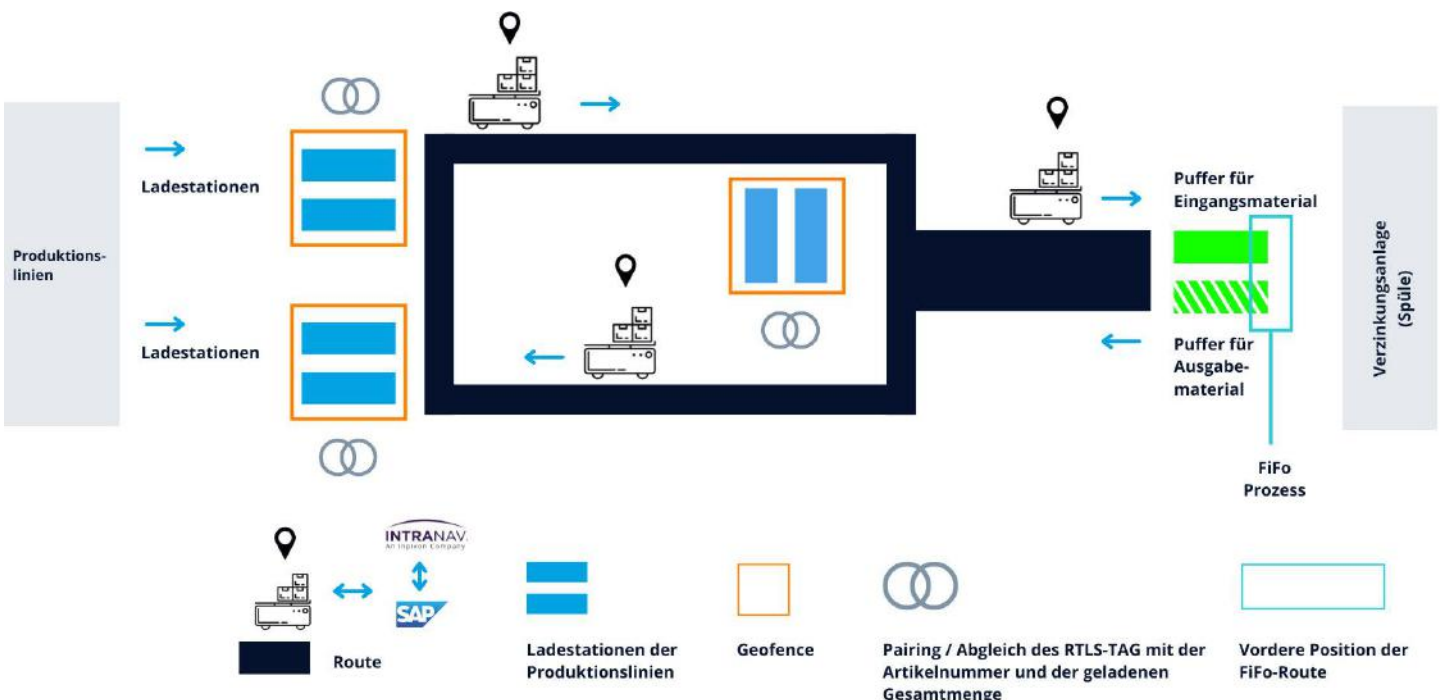 Produktions-
linien
Ladestationen
Ladestationen
Puffer für
Eingangsmaterial
Puffer für
Ausgabe-
material
Verzinkungsanlage
(Spüle)
FiFo
Prozess
INTRANAV.
An Inpixon Company
SAP
Route
Ladestationen der
Produktionslinien
Geofence
Pairing / Abgleich des RTLS-TAG mit der
Artikelnummer und der geladenen
Gesamtmenge
Vordere Position der
FiFo-Route